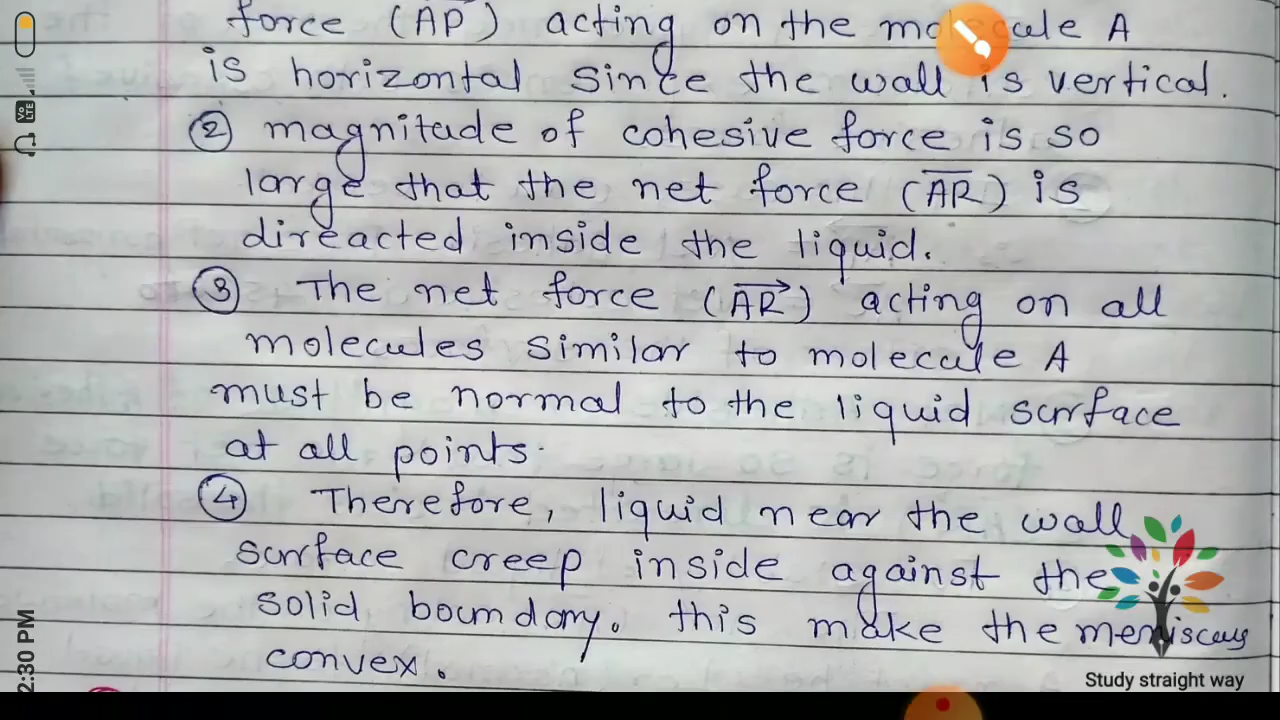 force (AP) acting on the molecule A
is horizontal since the wall is vertical.
② magnitude of cohesive force is so
large that the net force (AR) is
direacted inside the liquid.
③ The net force (AR) acting on all
molecules similar to molecule A
must be normal to the liquid surface
at all points.
④ Therefore, liquid near the wall
surface creep inside against the
solid boundary. this make the meniscus
convex.
Study straight way
2:30 PM
Vo LTE